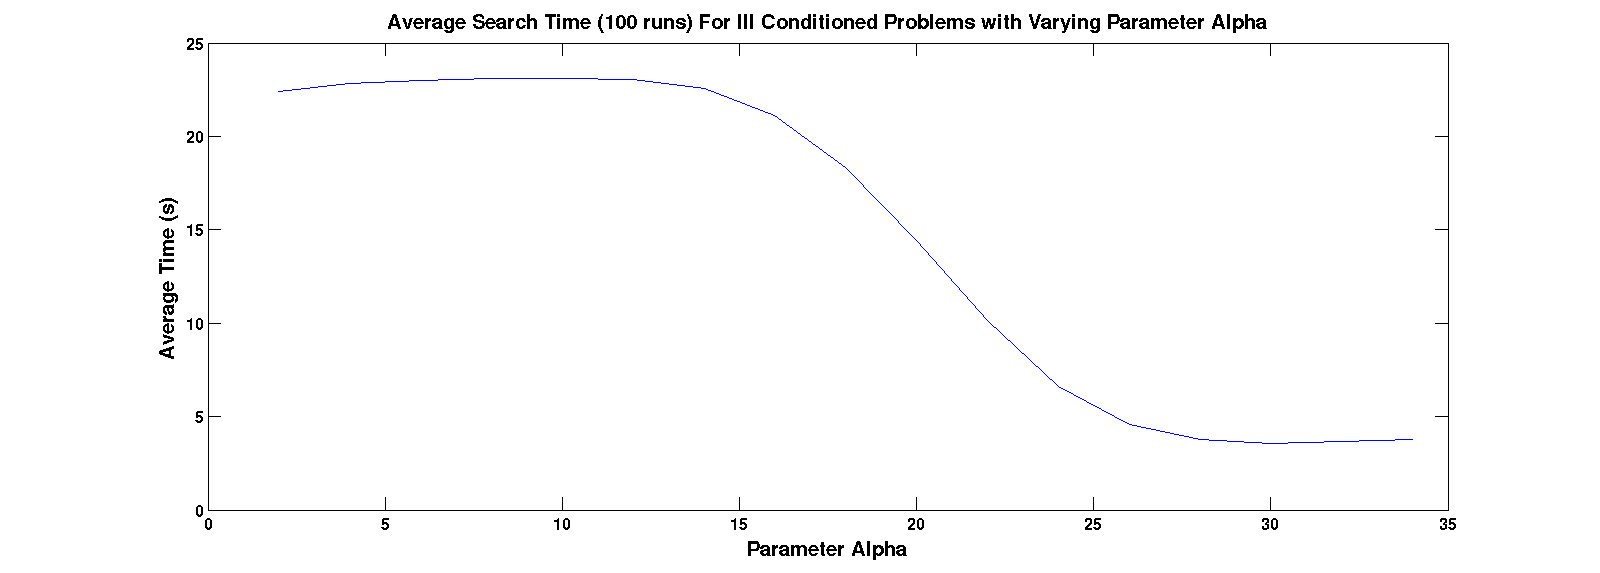 Average Search Time (100 runs) For Ill Conditioned Problems with Varying Parameter Alpha
25
20
15
10
5
0
Average Time (s)
0 5 10 15 20 25 30 35
Parameter Alpha